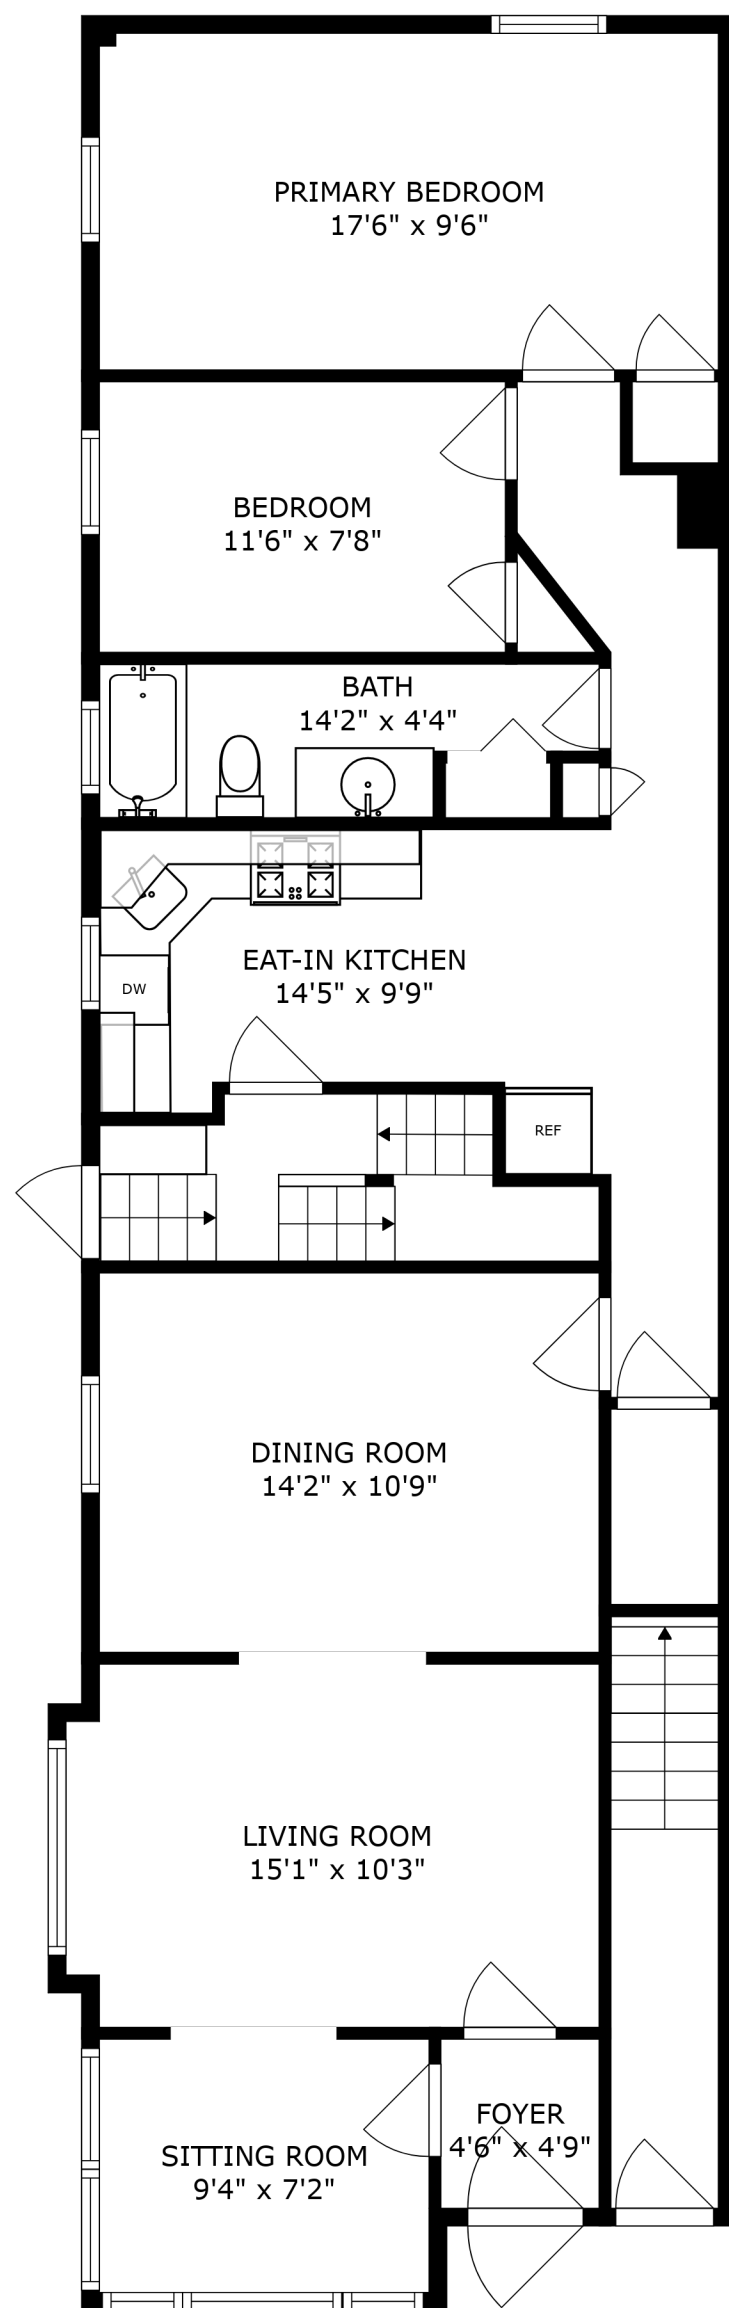 PRIMARY BEDROOM
17'6" x 9'6"
BEDROOM
11'6" x 7'8"
BATH
14'2" x 4'4"
EAT-IN KITCHEN
14'5" x 9'9"
DW
REF
DINING ROOM
14'2" x 10'9"
LIVING ROOM
15'1" x 10'3"
FOYER
4'6" x 4'9"
SITTING ROOM
9'4" x 7'2"